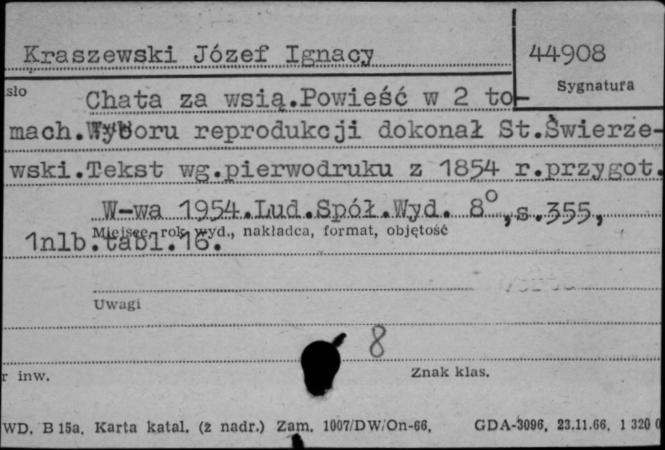 Kraszewski Józef Ignacy
44908
Sygnatura
sło
Chata za wsią.Powieść w 2 to-
mach.Wyboru reprodukcji dokonał St.Świerze-
wski.Tekst wg.pierwodruku z 1854 r.przygot.
W-wa 1954.Lud.Spół.Wyd. 8°,s.355,
Miejsce, rok wyd., nakładca, format, objętość
1nlb.tabl.16.
Uwagi
8
r inw.
Znak klas.
WD. B 15a. Karta katal. (z nadr.) Zam. 1007/DW/On-66. GDA-3096. 23.11.66. 1 320 0